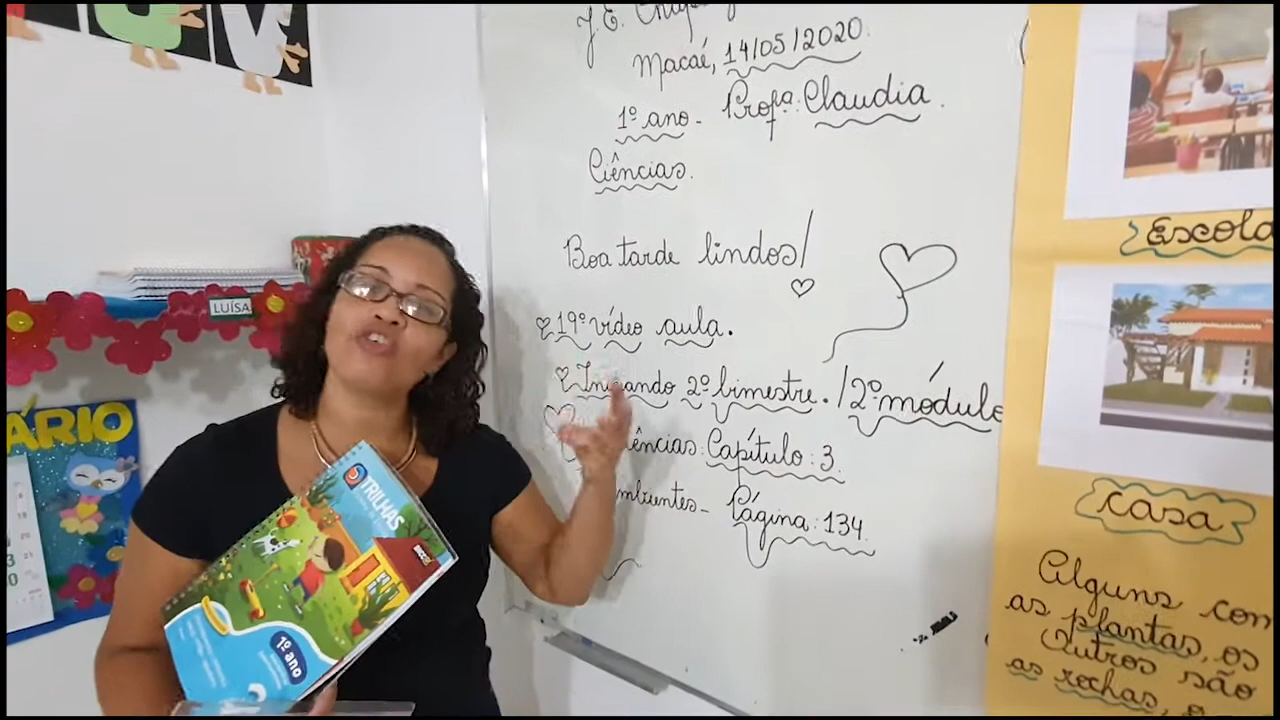 J.E.
Macaé, 14/05/2020.
1º ano - Profª: Claudia.
Ciências.
Boa tarde lindos!
19º vídeo aula.
Iniciando 2º bimestre. / 2º módulo
Ciências: Capítulo: 3.
mbientes - Página: 134.
LUÍSA
ÁRIO
TRILHAS
1º ano
Escola
casa
Alguns com
as plantas, os
Outros são
as rochas, o